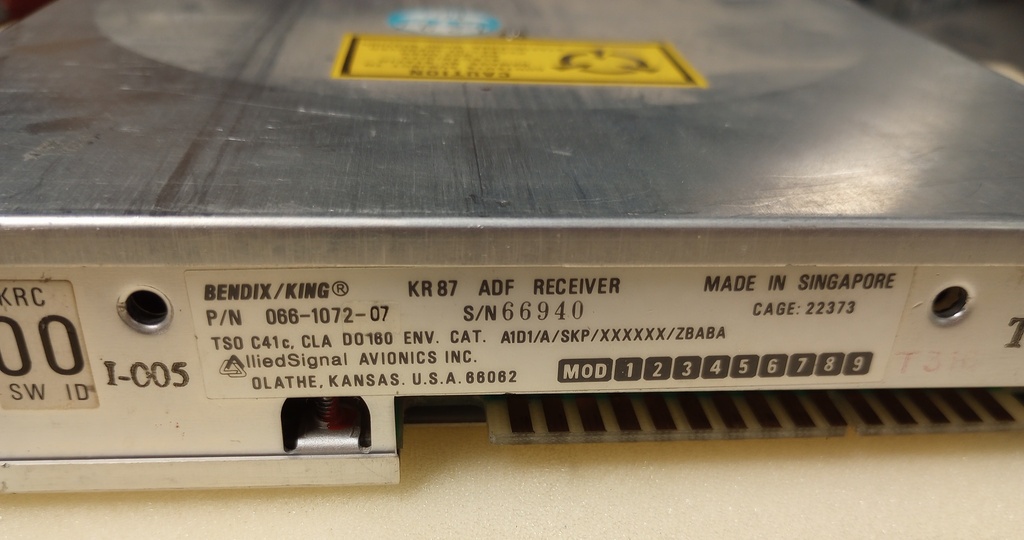 CAUTION
KRC
00
SW ID
I-005
BENDIX/KING® KR 87 ADF RECEIVER MADE IN SINGAPORE
P/N 066-1072-07 S/N 66940 CAGE: 22373
TSO C41c, CLA DO160 ENV. CAT. A1D1/A/SKP/XXXXXX/ZBABA
AlliedSignal AVIONICS INC.
OLATHE, KANSAS. U.S.A. 66062 MOD 1 2 3 4 5 6 7 8 9